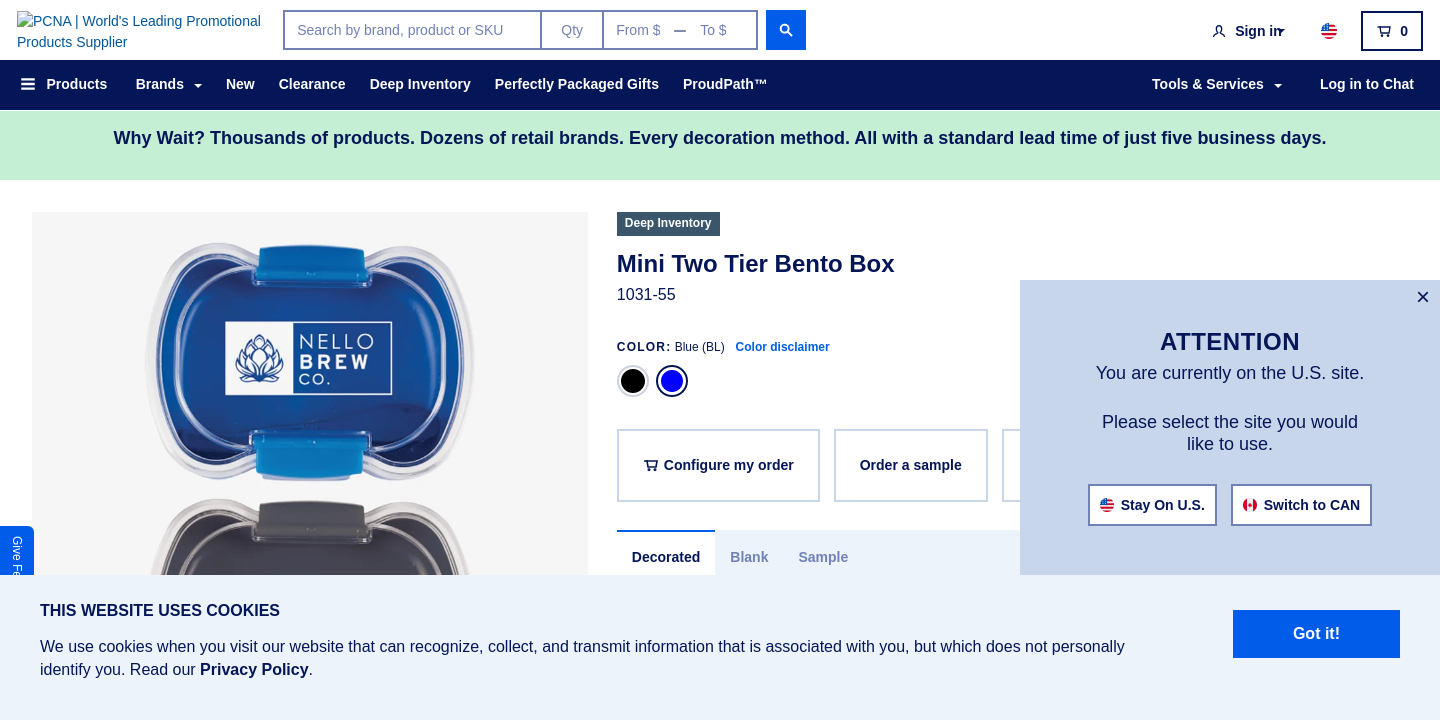 PCNA | World's Leading Promotional
Products Supplier
Search by brand, product or SKU
Qty
From $ — To $
Sign in
0
Products
Brands
New
Clearance
Deep Inventory
Perfectly Packaged Gifts
ProudPath™
Tools & Services
Log in to Chat
Why Wait? Thousands of products. Dozens of retail brands. Every decoration method. All with a standard lead time of just five business days.
NELLO
BREW
CO.
Deep Inventory
Mini Two Tier Bento Box
1031-55
COLOR: Blue (BL) Color disclaimer
Configure my order
Order a sample
Decorated
Blank
Sample
×
ATTENTION
You are currently on the U.S. site.
Please select the site you would
like to use.
Stay On U.S.
Switch to CAN
Give
THIS WEBSITE USES COOKIES
We use cookies when you visit our website that can recognize, collect, and transmit information that is associated with you, but which does not personally
identify you. Read our Privacy Policy.
Got it!